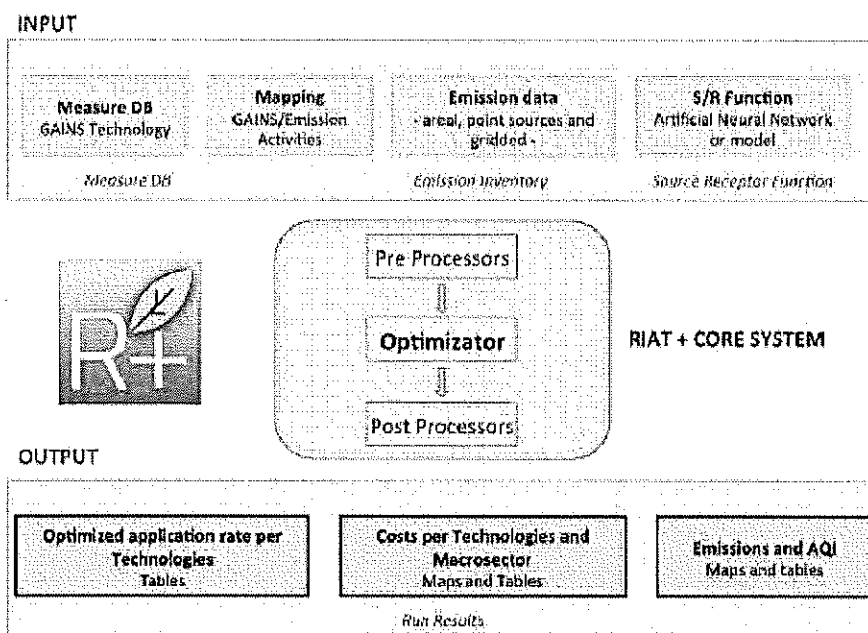 INPUT
Measure DB
GAINS Technology
Mapping
GAINS/Emission
Activities
Emission data
- areal, point sources and
gridded -
S/R Function
Artificial Neural Network
or model
Measure DB
Emission Inventory
Source Receptor Function
R+
Pre Processors
Optimizator
Post Processors
RIAT + CORE SYSTEM
OUTPUT
Optimized application rate per
Technologies
Tables
Costs per Technologies and
Macrosector
Maps and Tables
Emissions and AQI
Maps and tables
Run Results